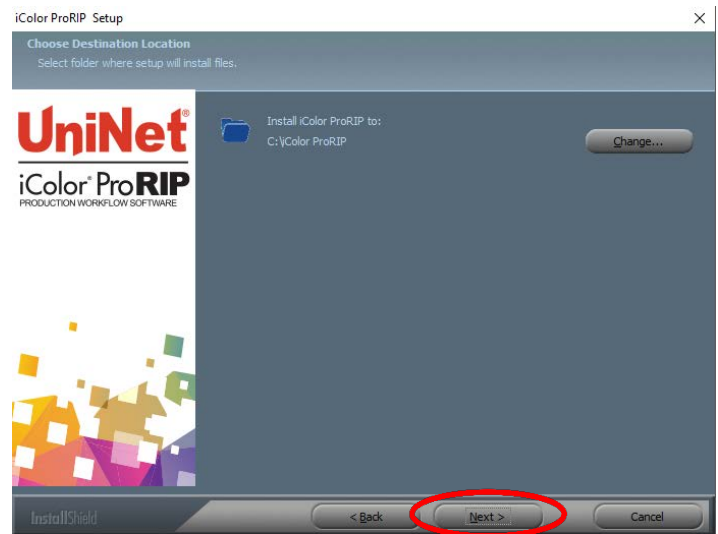 iColor ProRIP Setup
Choose Destination Location
Select folder where setup will install files.
UniNet®
iColor® ProRIP
PRODUCTION WORKFLOW SOFTWARE
Install iColor ProRIP to:
C:\iColor ProRIP
Change...
InstallShield
< Back
Next >
Cancel